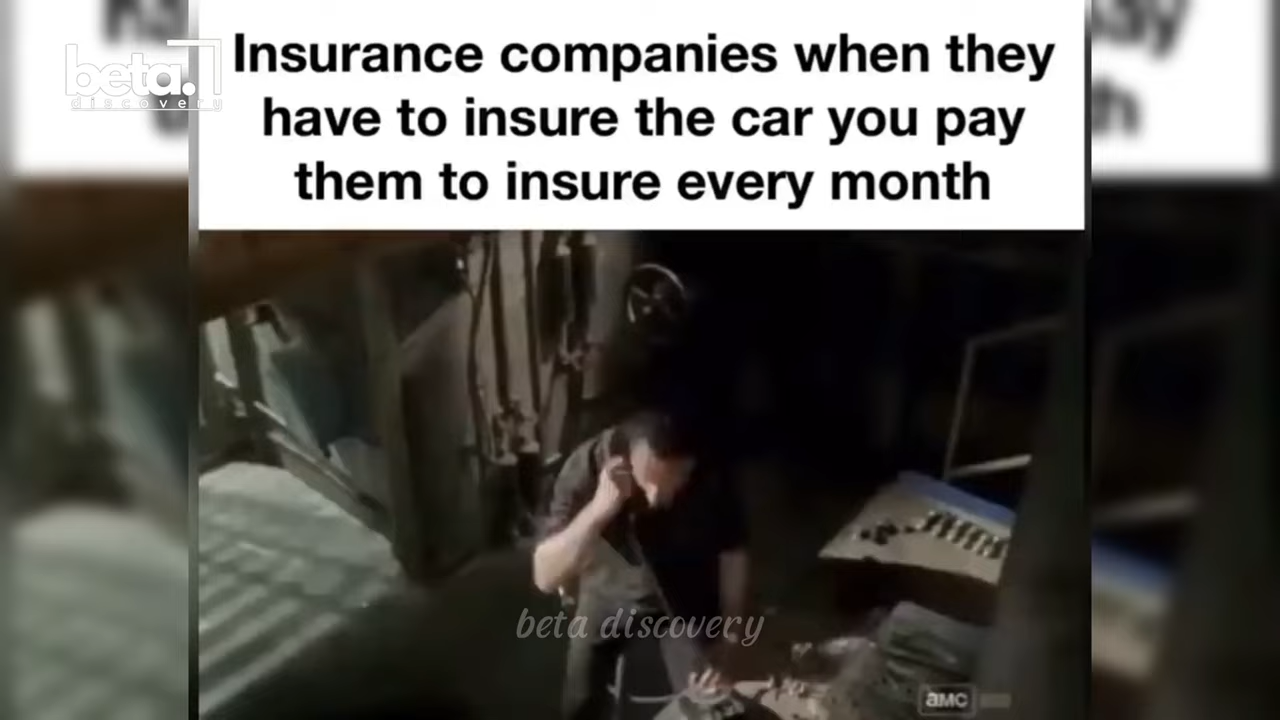 beta.
discovery
Insurance companies when they
have to insure the car you pay
them to insure every month
beta discovery
amc